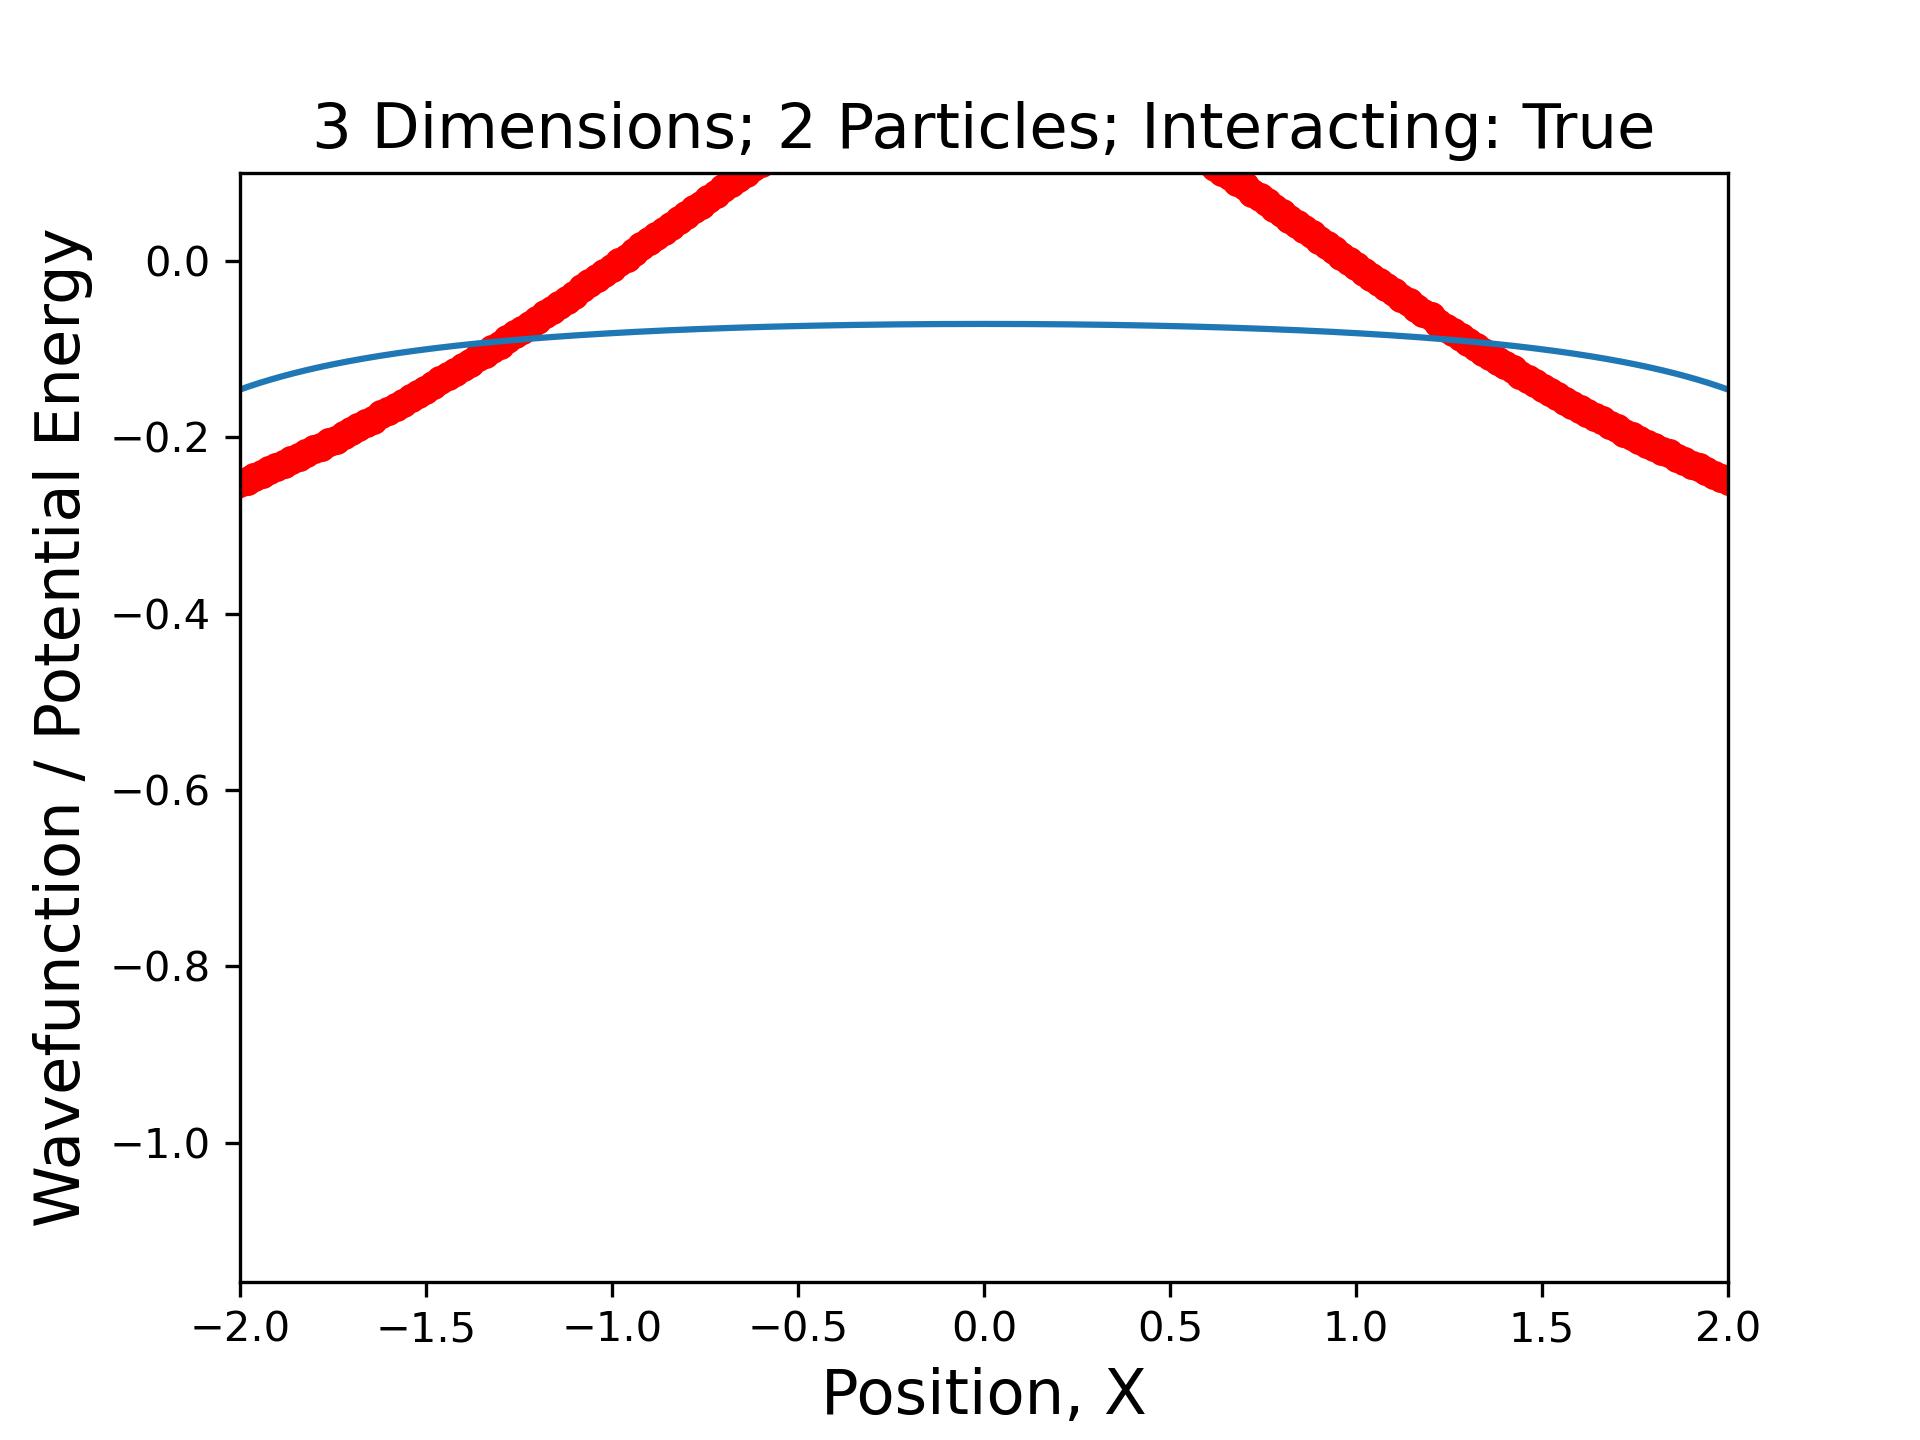 3 Dimensions; 2 Particles; Interacting: True
Wavefunction / Potential Energy
0.0
−0.2
−0.4
−0.6
−0.8
−1.0
−2.0 −1.5 −1.0 −0.5 0.0 0.5 1.0 1.5 2.0
Position, X